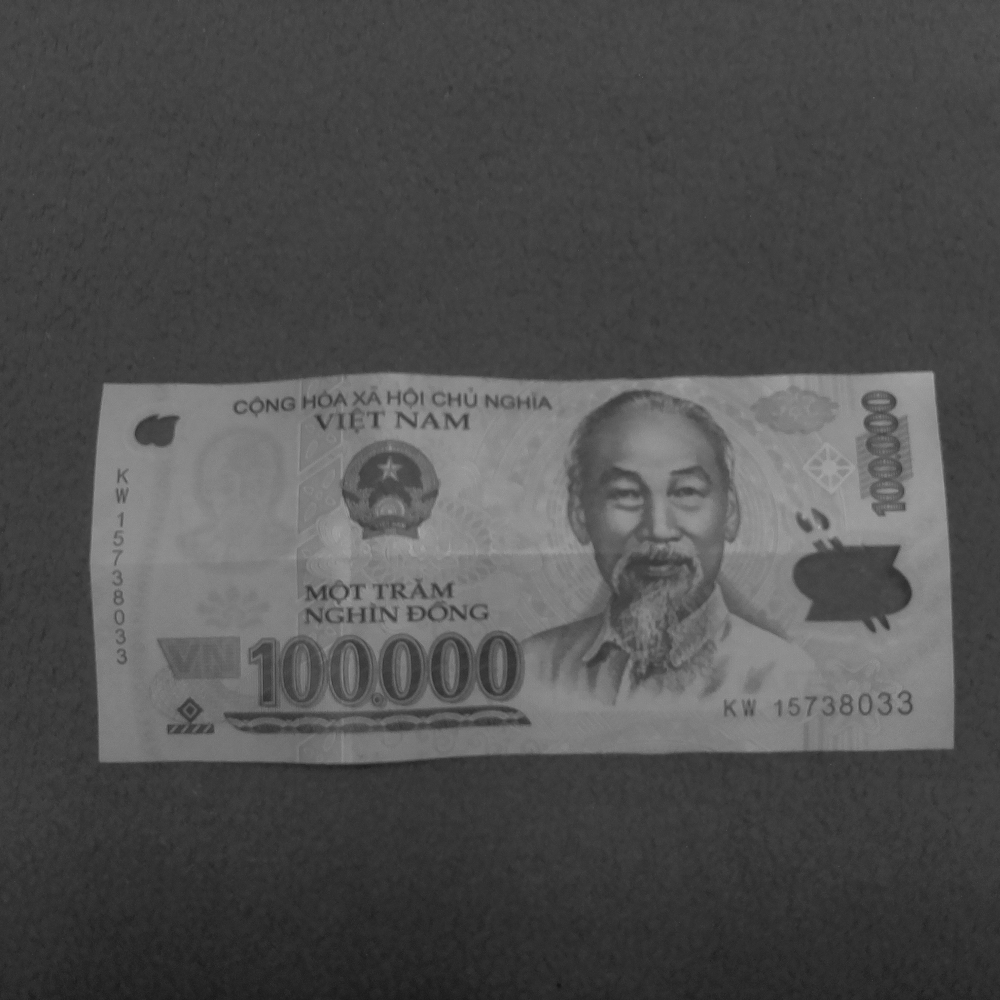 CỘNG HÒA XÃ HỘI CHỦ NGHĨA
VIỆT NAM
100000
KW 15738033
MỘT TRĂM
NGHÌN ĐỒNG
VN
100.000
KW 15738033